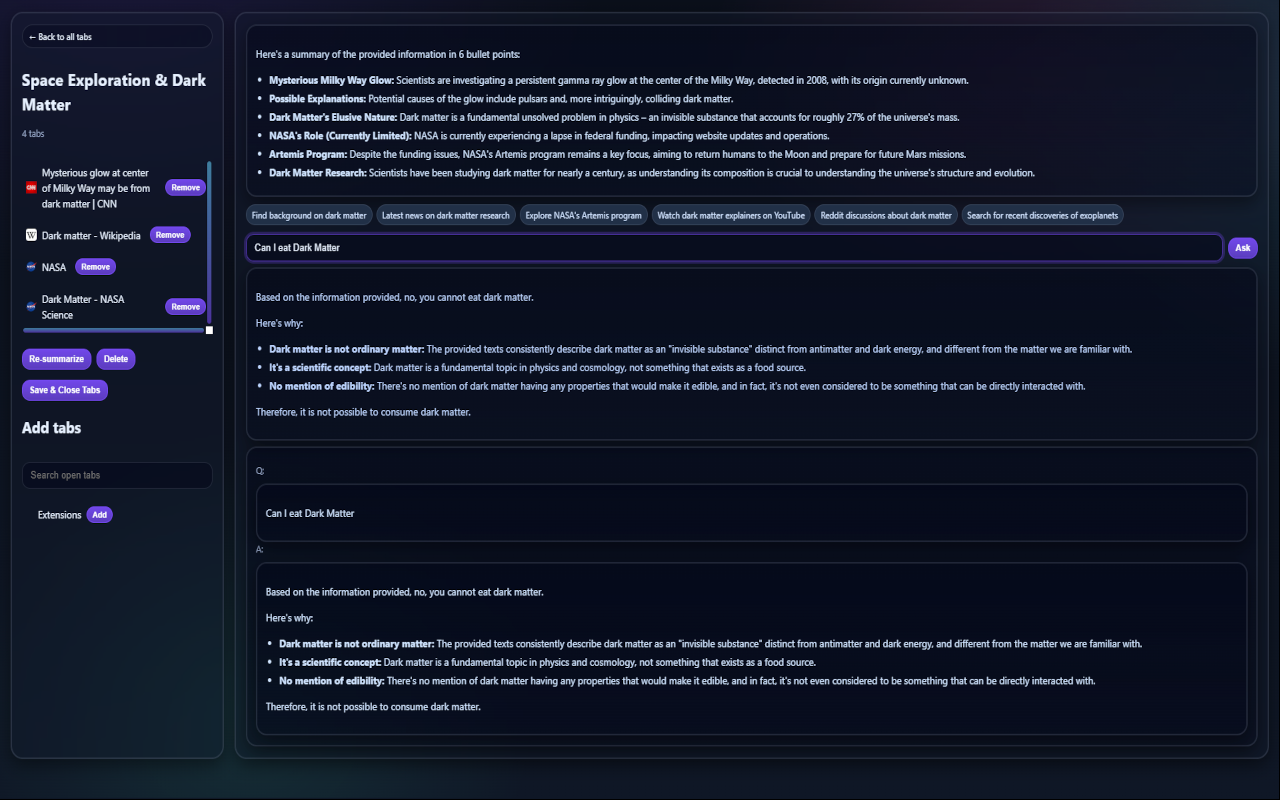 ← Back to all tabs
Space Exploration & Dark
Matter
4 tabs
CNN
Mysterious glow at center
of Milky Way may be from
dark matter | CNN
Remove
W
Dark matter - Wikipedia
Remove
NASA
Remove
Dark Matter - NASA
Science
Remove
Re-summarize
Delete
Save & Close Tabs
Add tabs
Search open tabs
Extensions
Add
Here's a summary of the provided information in 6 bullet points:
• Mysterious Milky Way Glow: Scientists are investigating a persistent gamma ray glow at the center of the Milky Way, detected in 2008, with its origin currently unknown.
• Possible Explanations: Potential causes of the glow include pulsars and, more intriguingly, colliding dark matter.
• Dark Matter's Elusive Nature: Dark matter is a fundamental unsolved problem in physics – an invisible substance that accounts for roughly 27% of the universe's mass.
• NASA's Role (Currently Limited): NASA is currently experiencing a lapse in federal funding, impacting website updates and operations.
• Artemis Program: Despite the funding issues, NASA's Artemis program remains a key focus, aiming to return humans to the Moon and prepare for future Mars missions.
• Dark Matter Research: Scientists have been studying dark matter for nearly a century, as understanding its composition is crucial to understanding the universe's structure and evolution.
Find background on dark matter
Latest news on dark matter research
Explore NASA's Artemis program
Watch dark matter explainers on YouTube
Reddit discussions about dark matter
Search for recent discoveries of exoplanets
Can I eat Dark Matter
Ask
Based on the information provided, no, you cannot eat dark matter.
Here's why:
• Dark matter is not ordinary matter: The provided texts consistently describe dark matter as an "invisible substance" distinct from antimatter and dark energy, and different from the matter we are familiar with.
• It's a scientific concept: Dark matter is a fundamental topic in physics and cosmology, not something that exists as a food source.
• No mention of edibility: There's no mention of dark matter having any properties that would make it edible, and in fact, it's not even considered to be something that can be directly interacted with.
Therefore, it is not possible to consume dark matter.
Q:
Can I eat Dark Matter
A:
Based on the information provided, no, you cannot eat dark matter.
Here's why:
• Dark matter is not ordinary matter: The provided texts consistently describe dark matter as an "invisible substance" distinct from antimatter and dark energy, and different from the matter we are familiar with.
• It's a scientific concept: Dark matter is a fundamental topic in physics and cosmology, not something that exists as a food source.
• No mention of edibility: There's no mention of dark matter having any properties that would make it edible, and in fact, it's not even considered to be something that can be directly interacted with.
Therefore, it is not possible to consume dark matter.